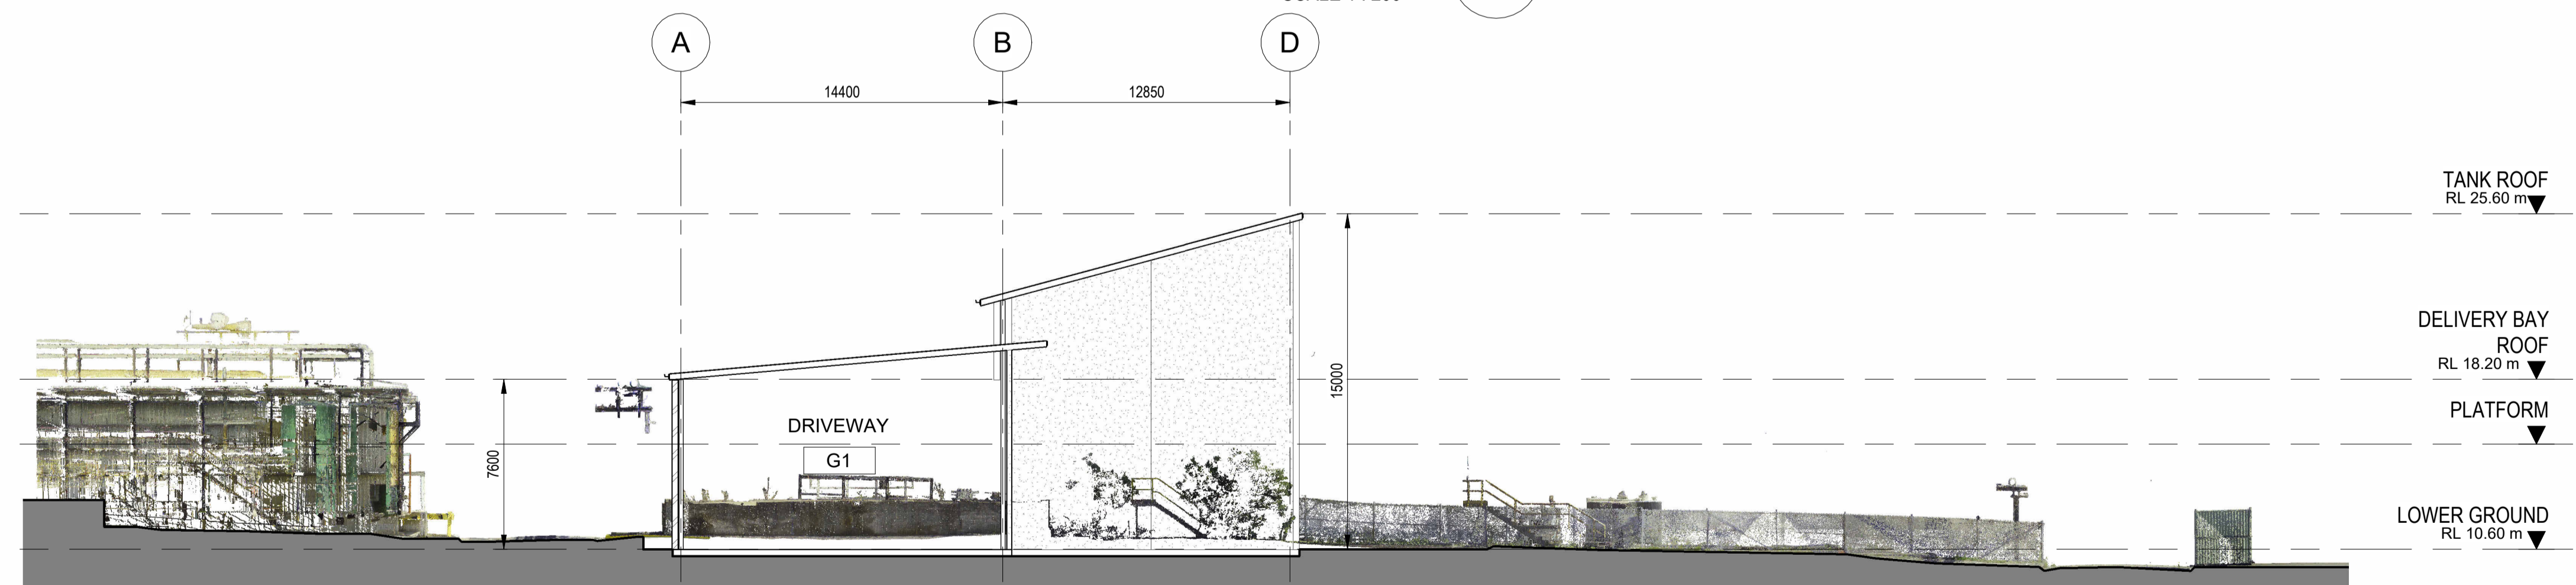 A
B
D
14400
12850
TANK ROOF
RL 25.60 m
DELIVERY BAY
ROOF
RL 18.20 m
15000
PLATFORM
DRIVEWAY
G1
7600
LOWER GROUND
RL 10.60 m